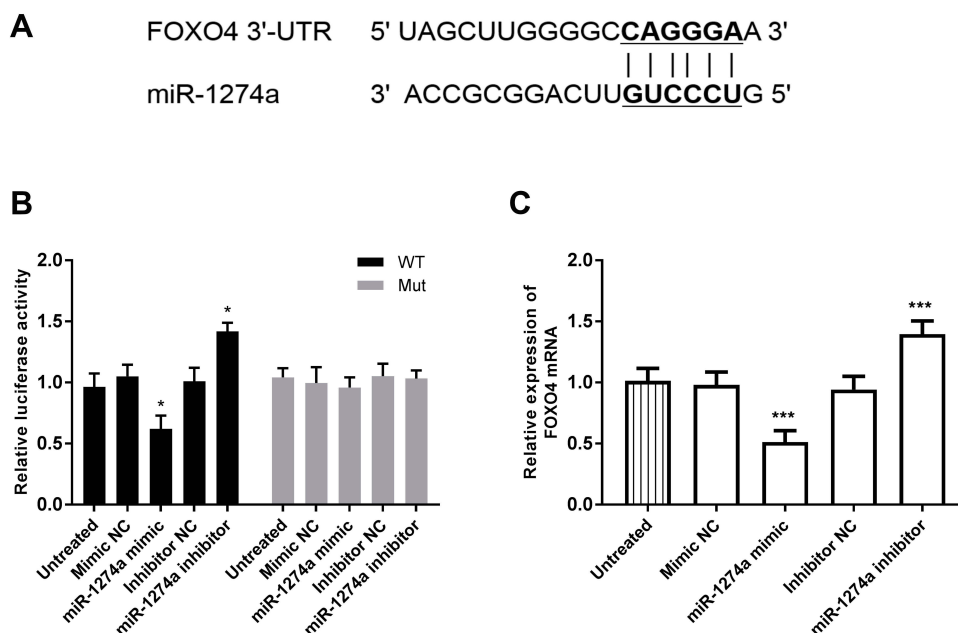 A
FOXO4 3'-UTR 5' UAGCUUGGGGCCAGGGAA 3'
miR-1274a 3' ACCGCGGACUUGUCCCUG 5'
B
Relative luciferase activity
2.0
1.5
1.0
0.5
0.0
WT
Mut
*
*
Untreated
Mimic NC
miR-1274a mimic
Inhibitor NC
miR-1274a inhibitor
Untreated
Mimic NC
miR-1274a mimic
Inhibitor NC
miR-1274a inhibitor
C
Relative expression of
FOXO4 mRNA
2.0
1.5
1.0
0.5
0.0
***
***
Untreated
Mimic NC
miR-1274a mimic
Inhibitor NC
miR-1274a inhibitor